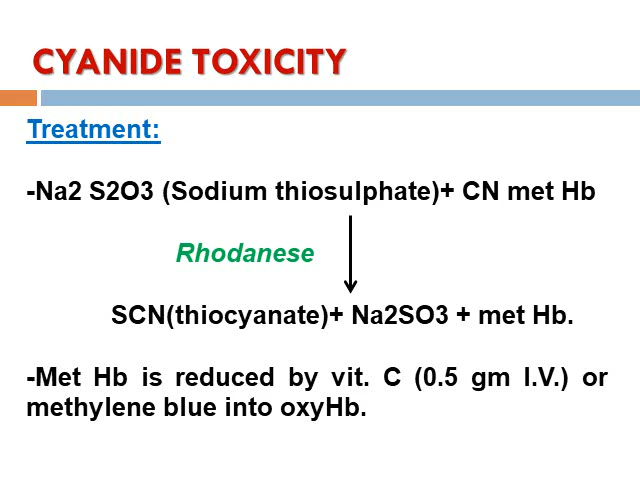 CYANIDE TOXICITY
Treatment:
-Na2 S2O3 (Sodium thiosulphate)+ CN met Hb
Rhodanese
SCN(thiocyanate)+ Na2SO3 + met Hb.
-Met Hb is reduced by vit. C (0.5 gm I.V.) or
methylene blue into oxyHb.